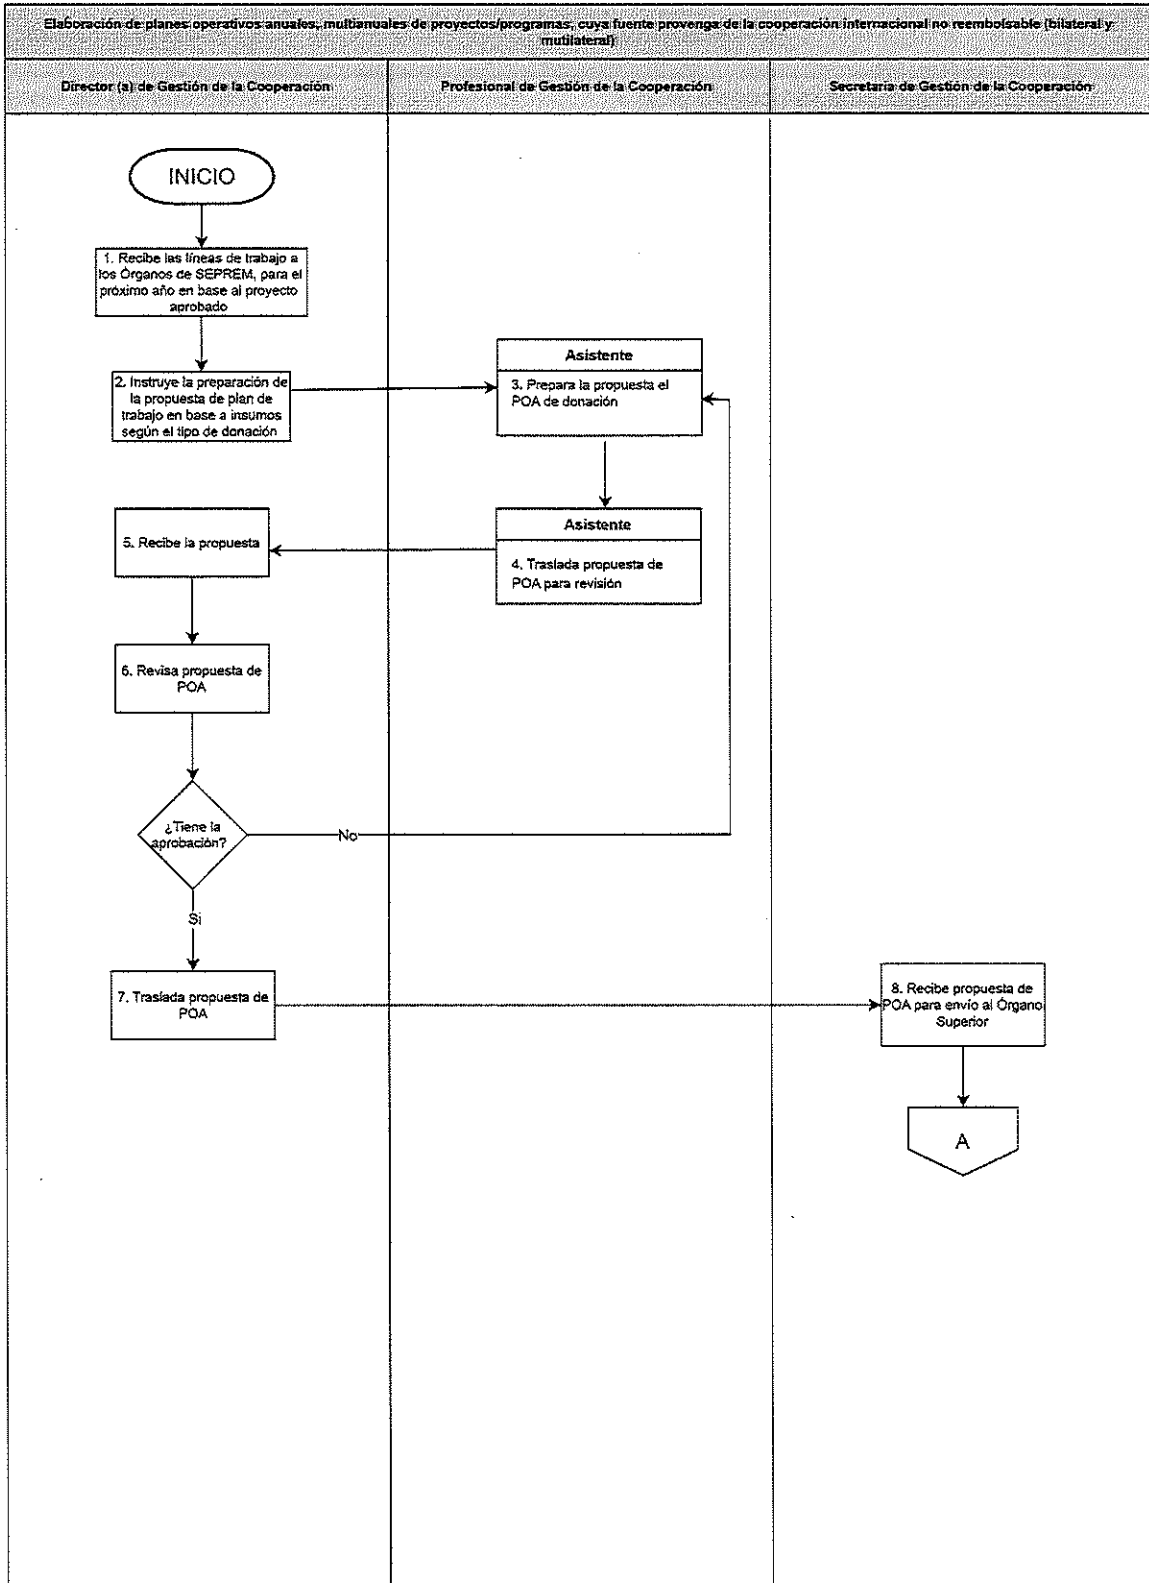 Elaboración de planes operativos anuales, multianuales de proyectos/programas, cuya fuente provenga de la cooperación internacional no reembolsable (bilateral y
mutilateral)
Director (a) de Gestión de la Cooperación
Profesional de Gestión de la Cooperación
Secretaria de Gestión de la Cooperación
INICIO
1. Recibe las líneas de trabajo a
los Órganos de SEPREM, para el
próximo año en base al proyecto
aprobado
2. Instruye la preparación de
la propuesta de plan de
trabajo en base a insumos
según el tipo de donación
Asistente
3. Prepara la propuesta el
POA de donación
Asistente
4. Traslada propuesta de
POA para revisión
5. Recibe la propuesta
6. Revisa propuesta de
POA
¿Tiene la
aprobación?
No
Si
7. Traslada propuesta de
POA
8. Recibe propuesta de
POA para envío al Órgano
Superior
A